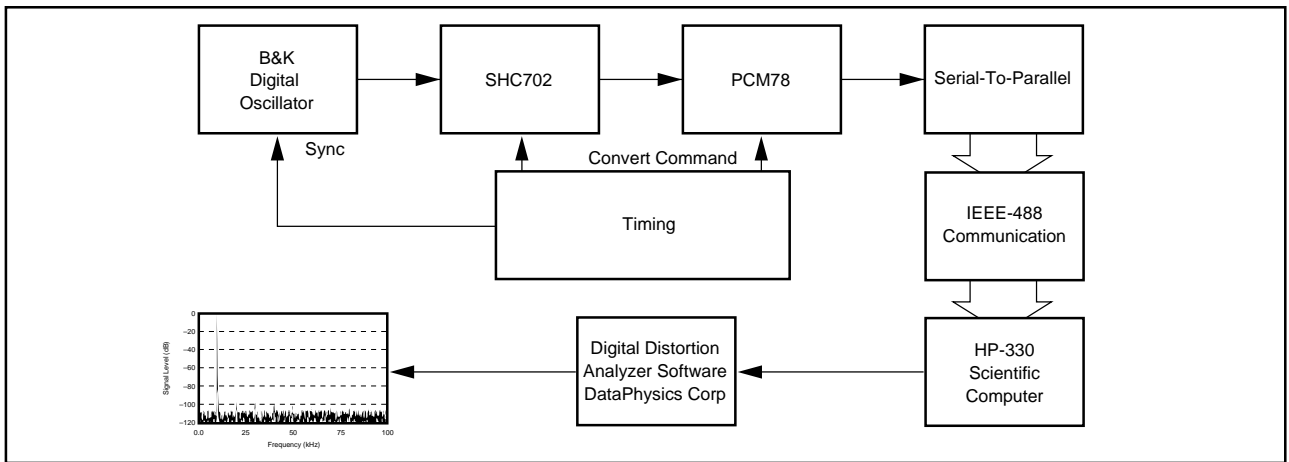 B&K
Digital
Oscillator
SHC702
PCM78
Serial-To-Parallel
Sync
Convert Command
Timing
IEEE-488
Communication
HP-330
Scientific
Computer
Digital Distortion
Analyzer Software
DataPhysics Corp
Signal Level (dB)
0
–20
–40
–60
–80
–100
–120
0.0
25
50
75
100
Frequency (kHz)